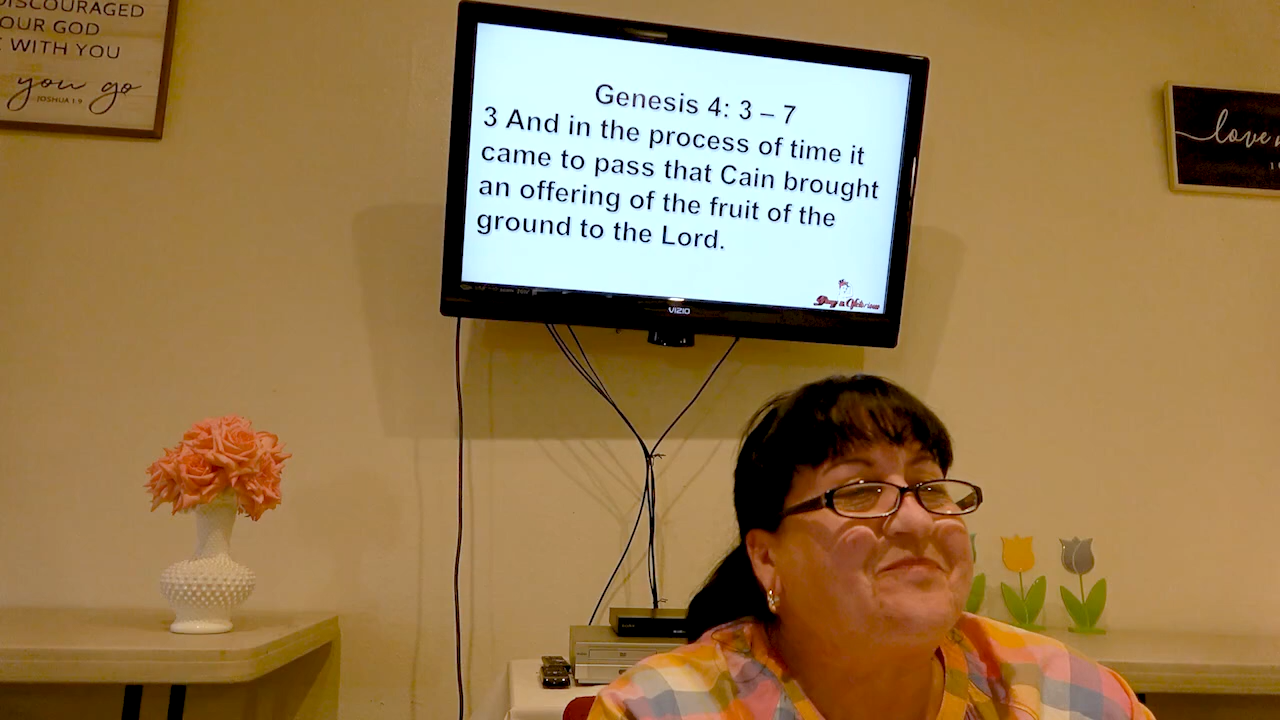 DISCOURAGED
OUR GOD
WITH YOU
you go
JOSHUA 1:9
Genesis 4: 3 – 7
3 And in the process of time it
came to pass that Cain brought
an offering of the fruit of the
ground to the Lord.
VIZIO
love